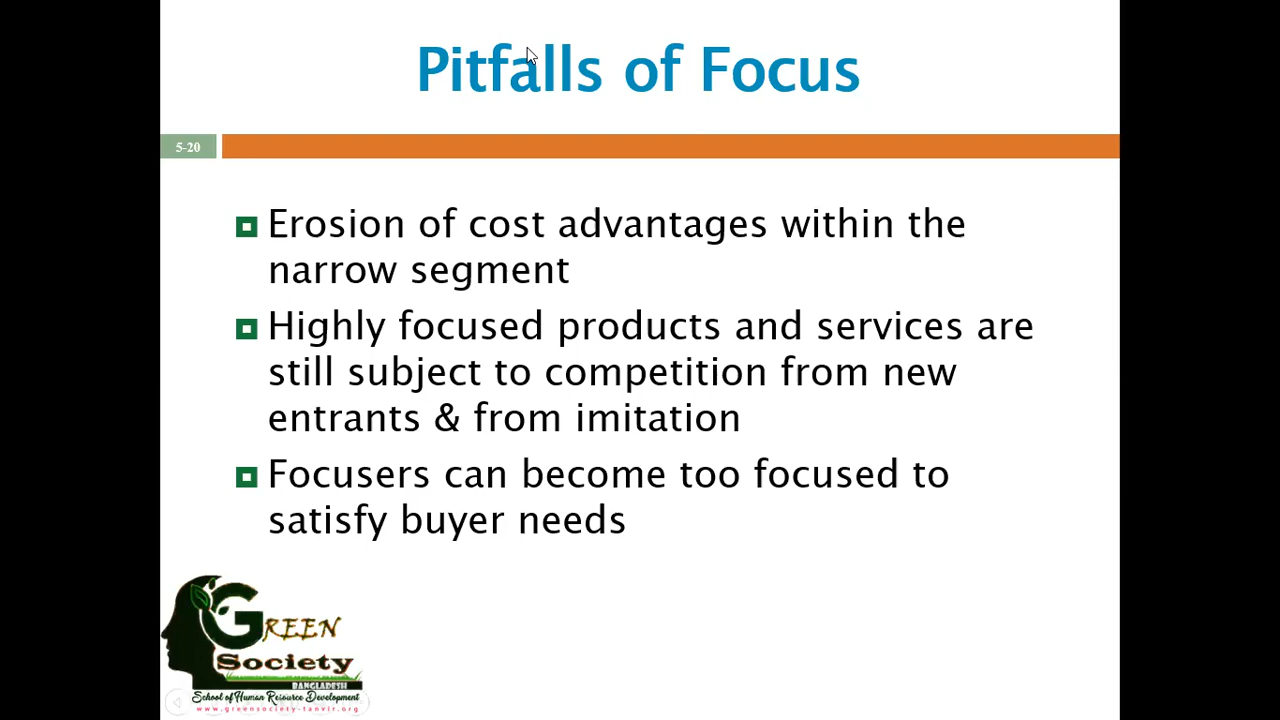 Pitfalls of Focus
5-20
Erosion of cost advantages within the
narrow segment
Highly focused products and services are
still subject to competition from new
entrants & from imitation
Focusers can become too focused to
satisfy buyer needs
GREEN
Society
BANGLADESH
School of Human Resource Development
www.greensociety-tanvir.org